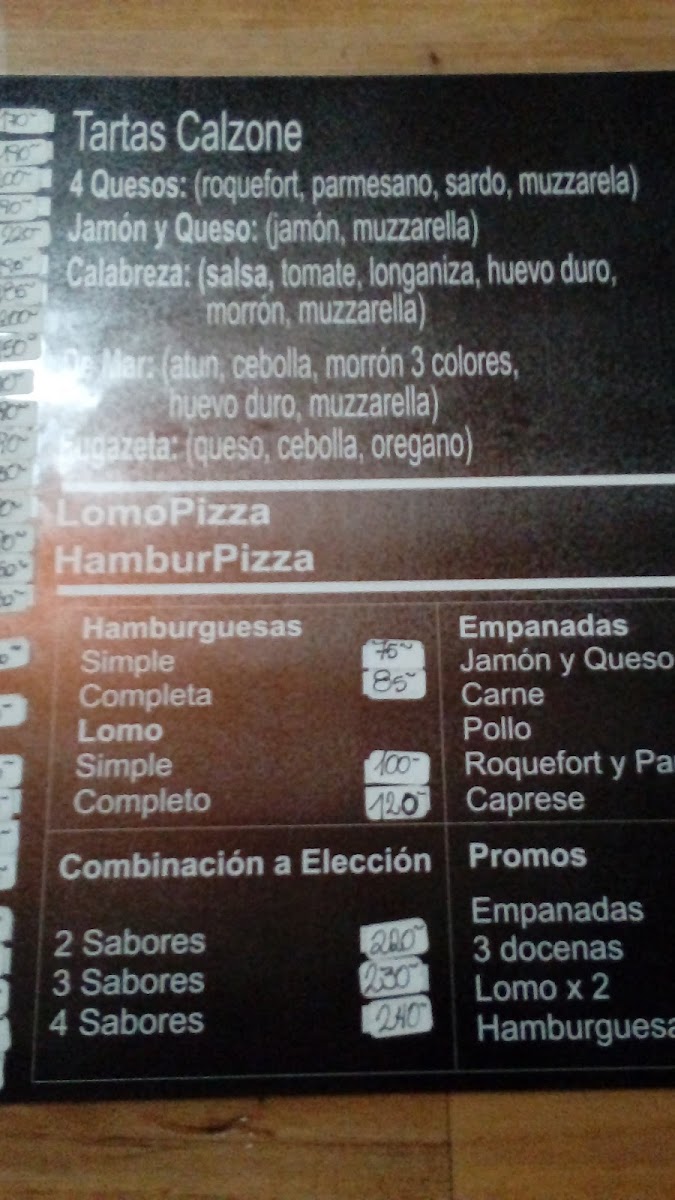 Tartas Calzone
4 Quesos: (roquefort, parmesano, sardo, muzzarela)
Jamón y Queso: (jamón, muzzarella)
Calabreza: (salsa, tomate, longaniza, huevo duro,
morrón, muzzarella)
De Mar: (atun, cebolla, morrón 3 colores,
huevo duro, muzzarella)
Fugazeta: (queso, cebolla, oregano)
LomoPizza
HamburPizza
Hamburguesas
Simple 75
Completa 85
Lomo
Simple 100
Completo 120
Combinación a Elección
2 Sabores 220
3 Sabores 230
4 Sabores 240
Empanadas
Jamón y Queso
Carne
Pollo
Roquefort y
Caprese
Promos
Empanadas
3 docenas
Lomo x 2
Hamburguesa